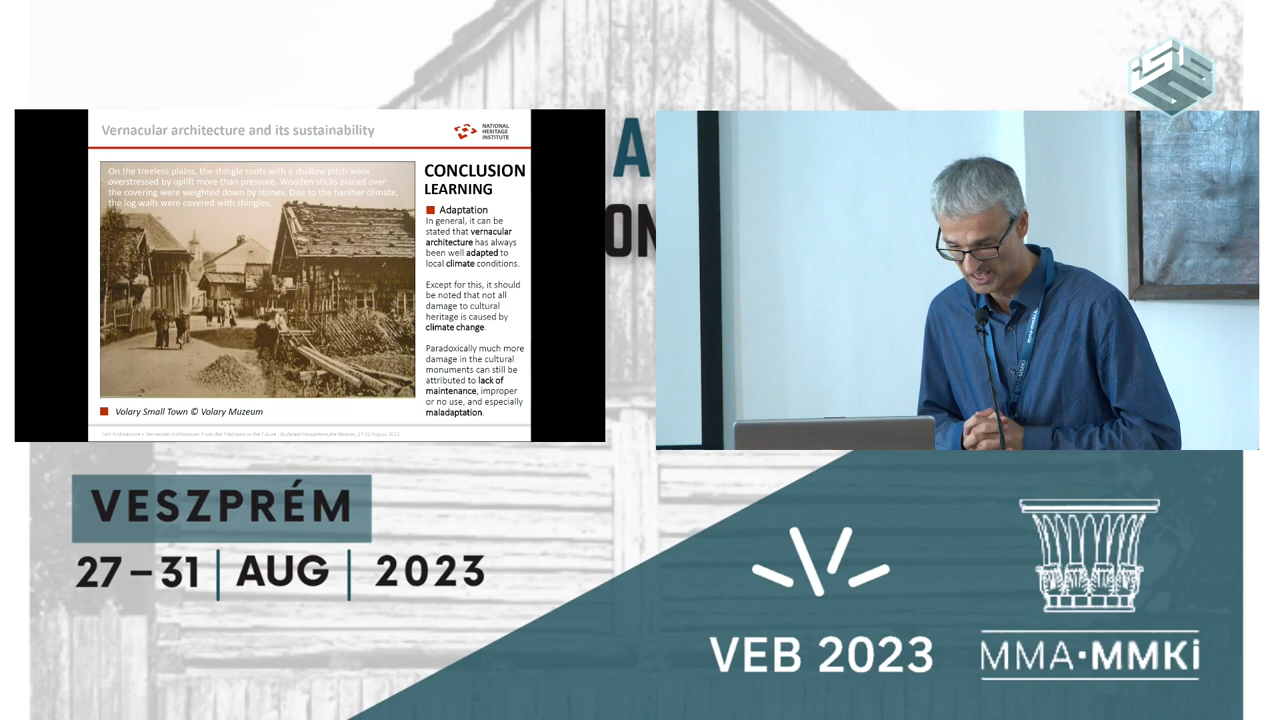 Vernacular architecture and its sustainability
NATIONAL
HERITAGE
INSTITUTE
On the treeless plains, the shingle roofs with a shallow pitch were
overstressed by uplift more than pressure. Wooden sticks placed over
the covering were weighted down by stones. Due to the harsher climate,
the log walls were covered with shingles.
CONCLUSION
LEARNING
Adaptation
In general, it can be
stated that vernacular
architecture has always
been well adapted to
local climate conditions.
Except for this, it should
be noted that not all
damage to cultural
heritage is caused by
climate change.
Paradoxically much more
damage in the cultural
monuments can still be
attributed to lack of
maintenance, improper
or no use, and especially
maladaptation.
Volary Small Town © Volary Muzeum
A
ON
VESZPRÉM
27–31 | AUG | 2023
VEB 2023
MMA·MMKi